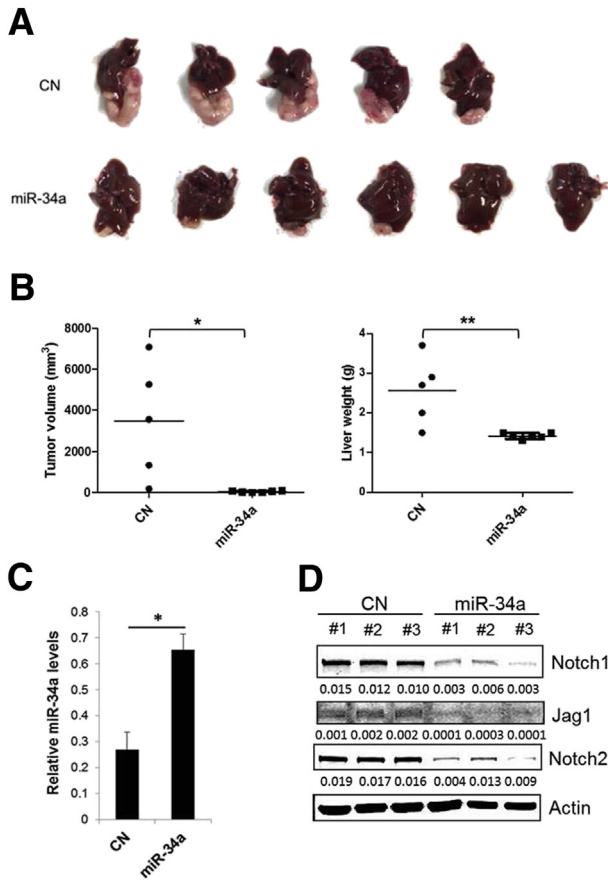 A
CN
miR-34a
B
Tumor volume (mm³)
8000
6000
4000
2000
0
*
CN
miR-34a
Liver weight (g)
4
3
2
1
0
**
CN
miR-34a
C
Relative miR-34a levels
0.8
0.7
0.6
0.5
0.4
0.3
0.2
0.1
0
*
CN
miR-34a
D
CN miR-34a
#1 #2 #3 #1 #2 #3
Notch1
0.015 0.012 0.010 0.003 0.006 0.003
Jag1
0.001 0.002 0.002 0.0001 0.0003 0.0001
Notch2
0.019 0.017 0.016 0.004 0.013 0.009
Actin